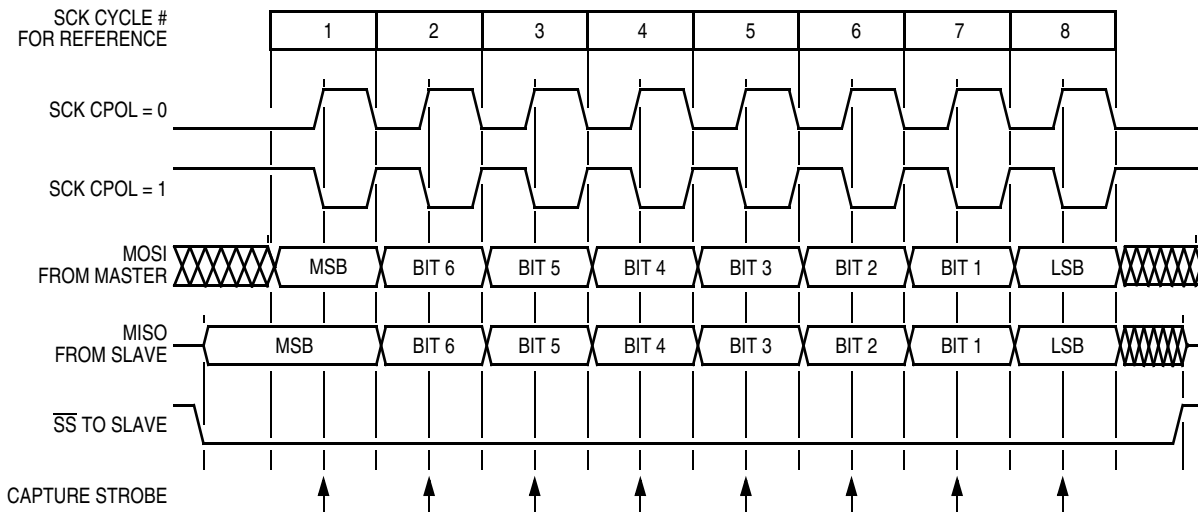 SCK CYCLE #
FOR REFERENCE
1 2 3 4 5 6 7 8
SCK CPOL = 0
SCK CPOL = 1
MOSI
FROM MASTER
MSB BIT 6 BIT 5 BIT 4 BIT 3 BIT 2 BIT 1 LSB
MISO
FROM SLAVE
MSB BIT 6 BIT 5 BIT 4 BIT 3 BIT 2 BIT 1 LSB
S̅S̅ TO SLAVE
CAPTURE STROBE